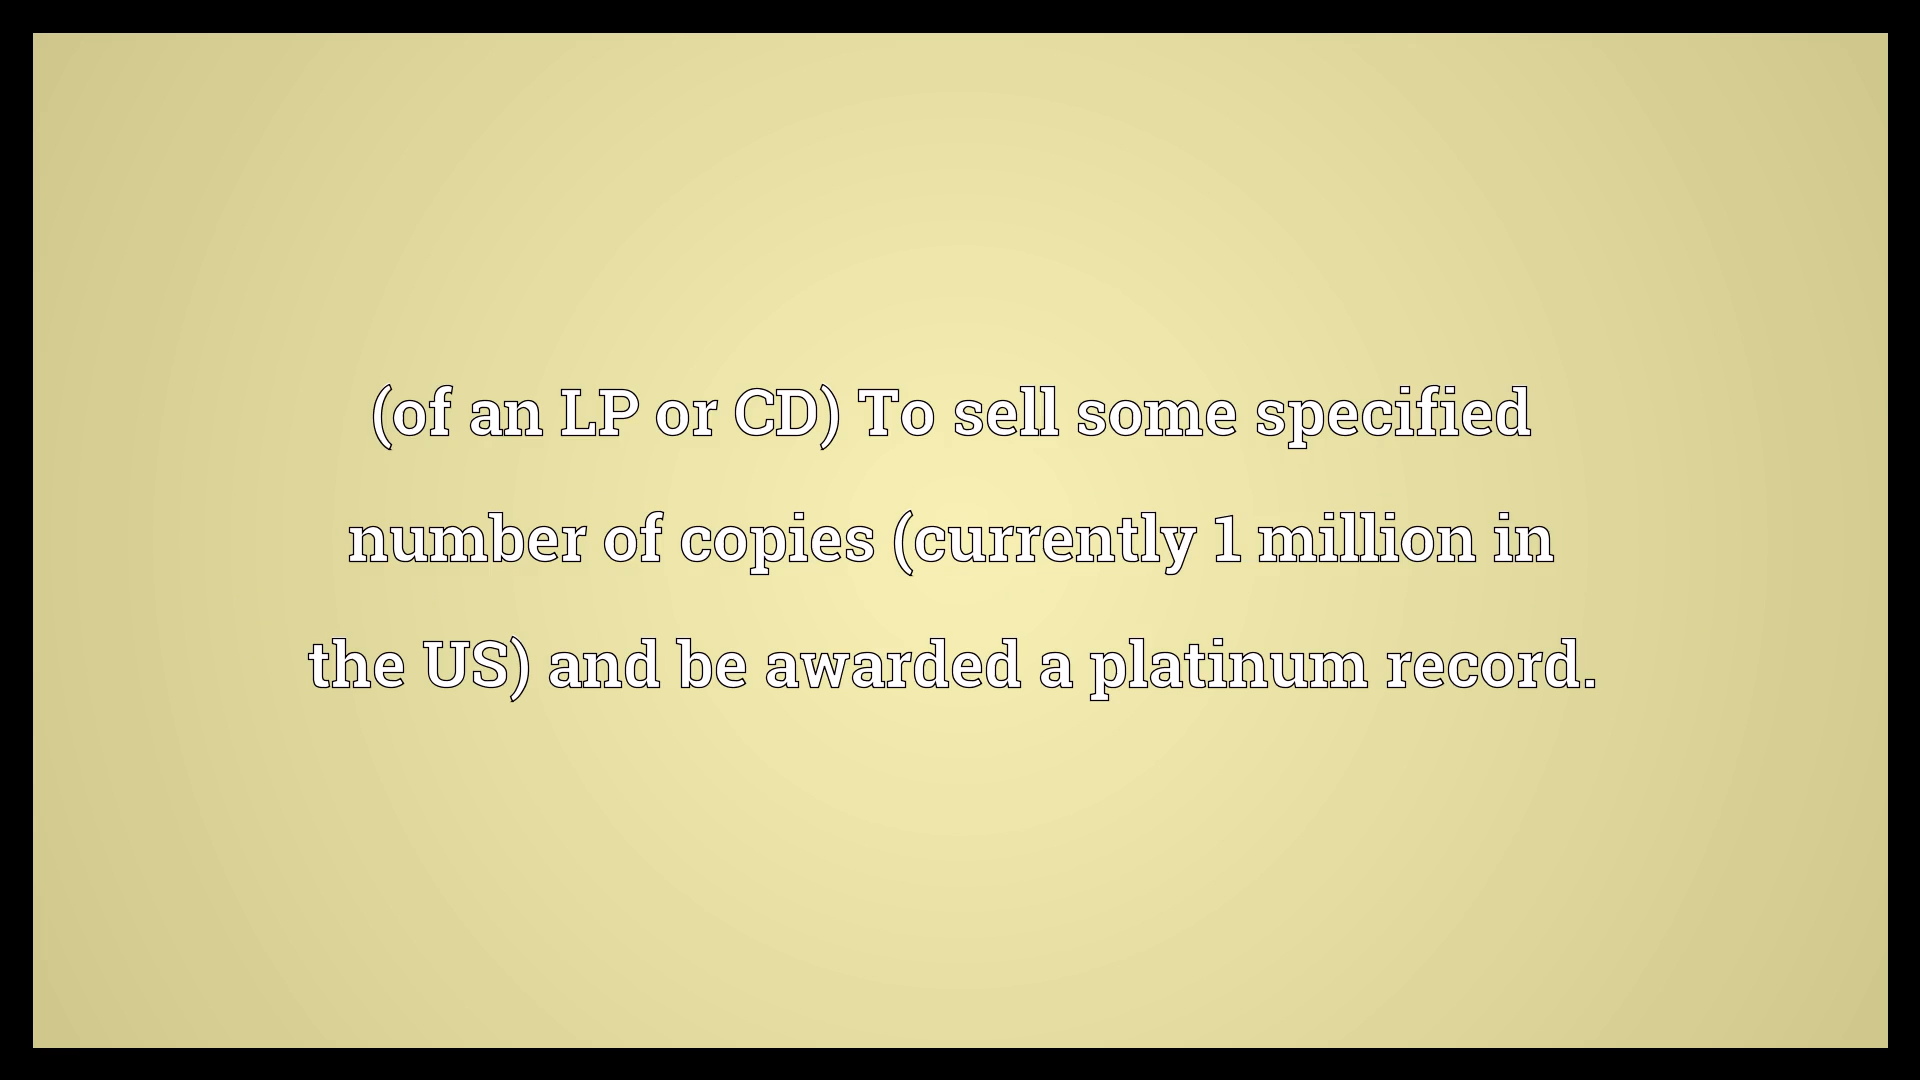 (of an LP or CD) To sell some specified
number of copies (currently 1 million in
the US) and be awarded a platinum record.